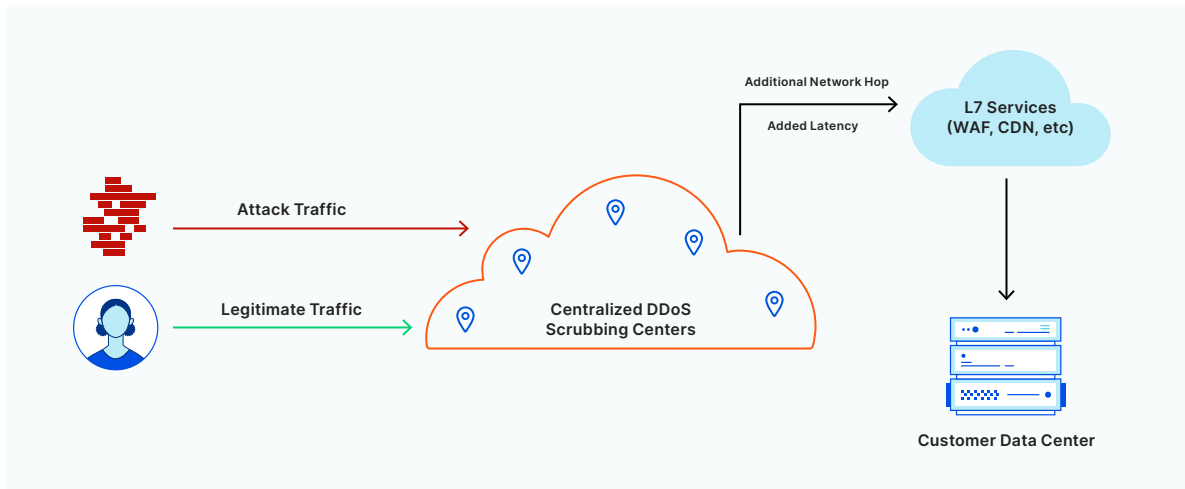 Additional Network Hop
Added Latency
L7 Services
(WAF, CDN, etc)
Attack Traffic
Legitimate Traffic
Centralized DDoS
Scrubbing Centers
Customer Data Center